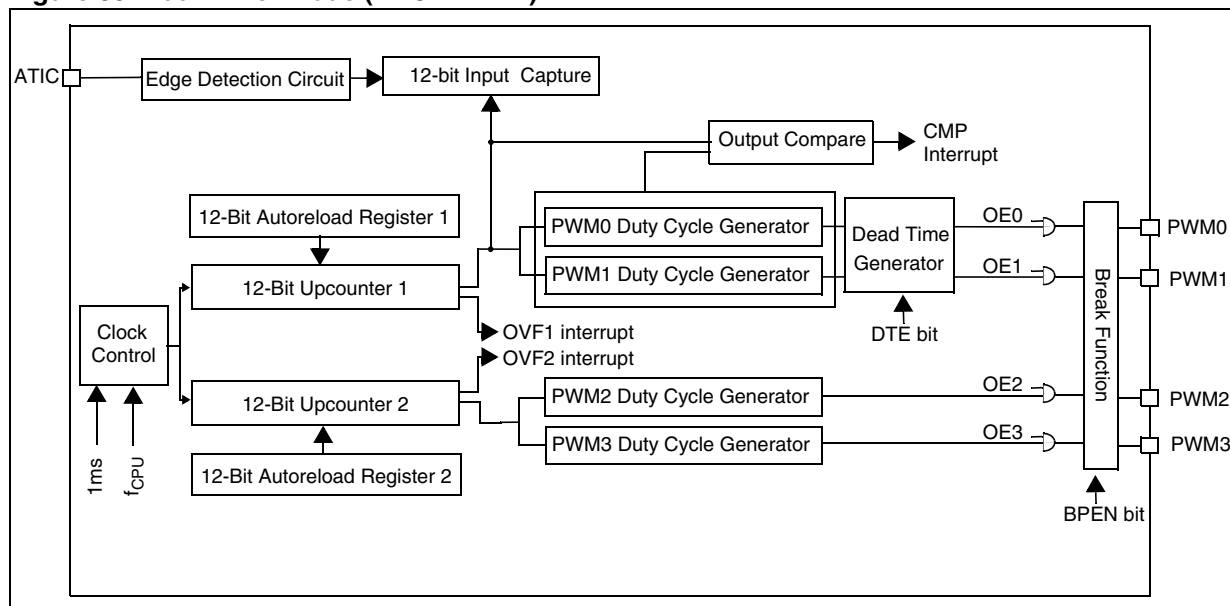 ATIC
Edge Detection Circuit
12-bit Input Capture
Output Compare
CMP
Interrupt
12-Bit Autoreload Register 1
PWM0 Duty Cycle Generator
PWM1 Duty Cycle Generator
Dead Time
Generator
OE0
OE1
PWM0
PWM1
12-Bit Upcounter 1
Clock
Control
OVF1 interrupt
OVF2 interrupt
DTE bit
Break Function
12-Bit Upcounter 2
PWM2 Duty Cycle Generator
PWM3 Duty Cycle Generator
OE2
OE3
PWM2
PWM3
12-Bit Autoreload Register 2
1ms
fCPU
BPEN bit